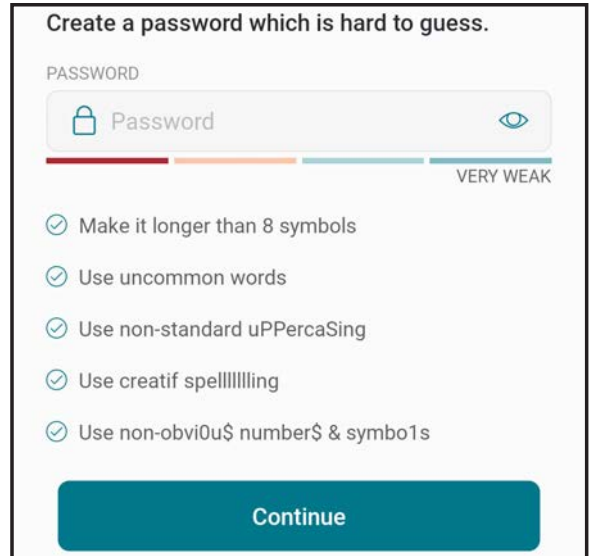 Create a password which is hard to guess.
PASSWORD
Password
VERY WEAK
Make it longer than 8 symbols
Use uncommon words
Use non-standard uPPercaSing
Use creatif spellllllllling
Use non-obvi0u$ number$ & symbo1s
Continue